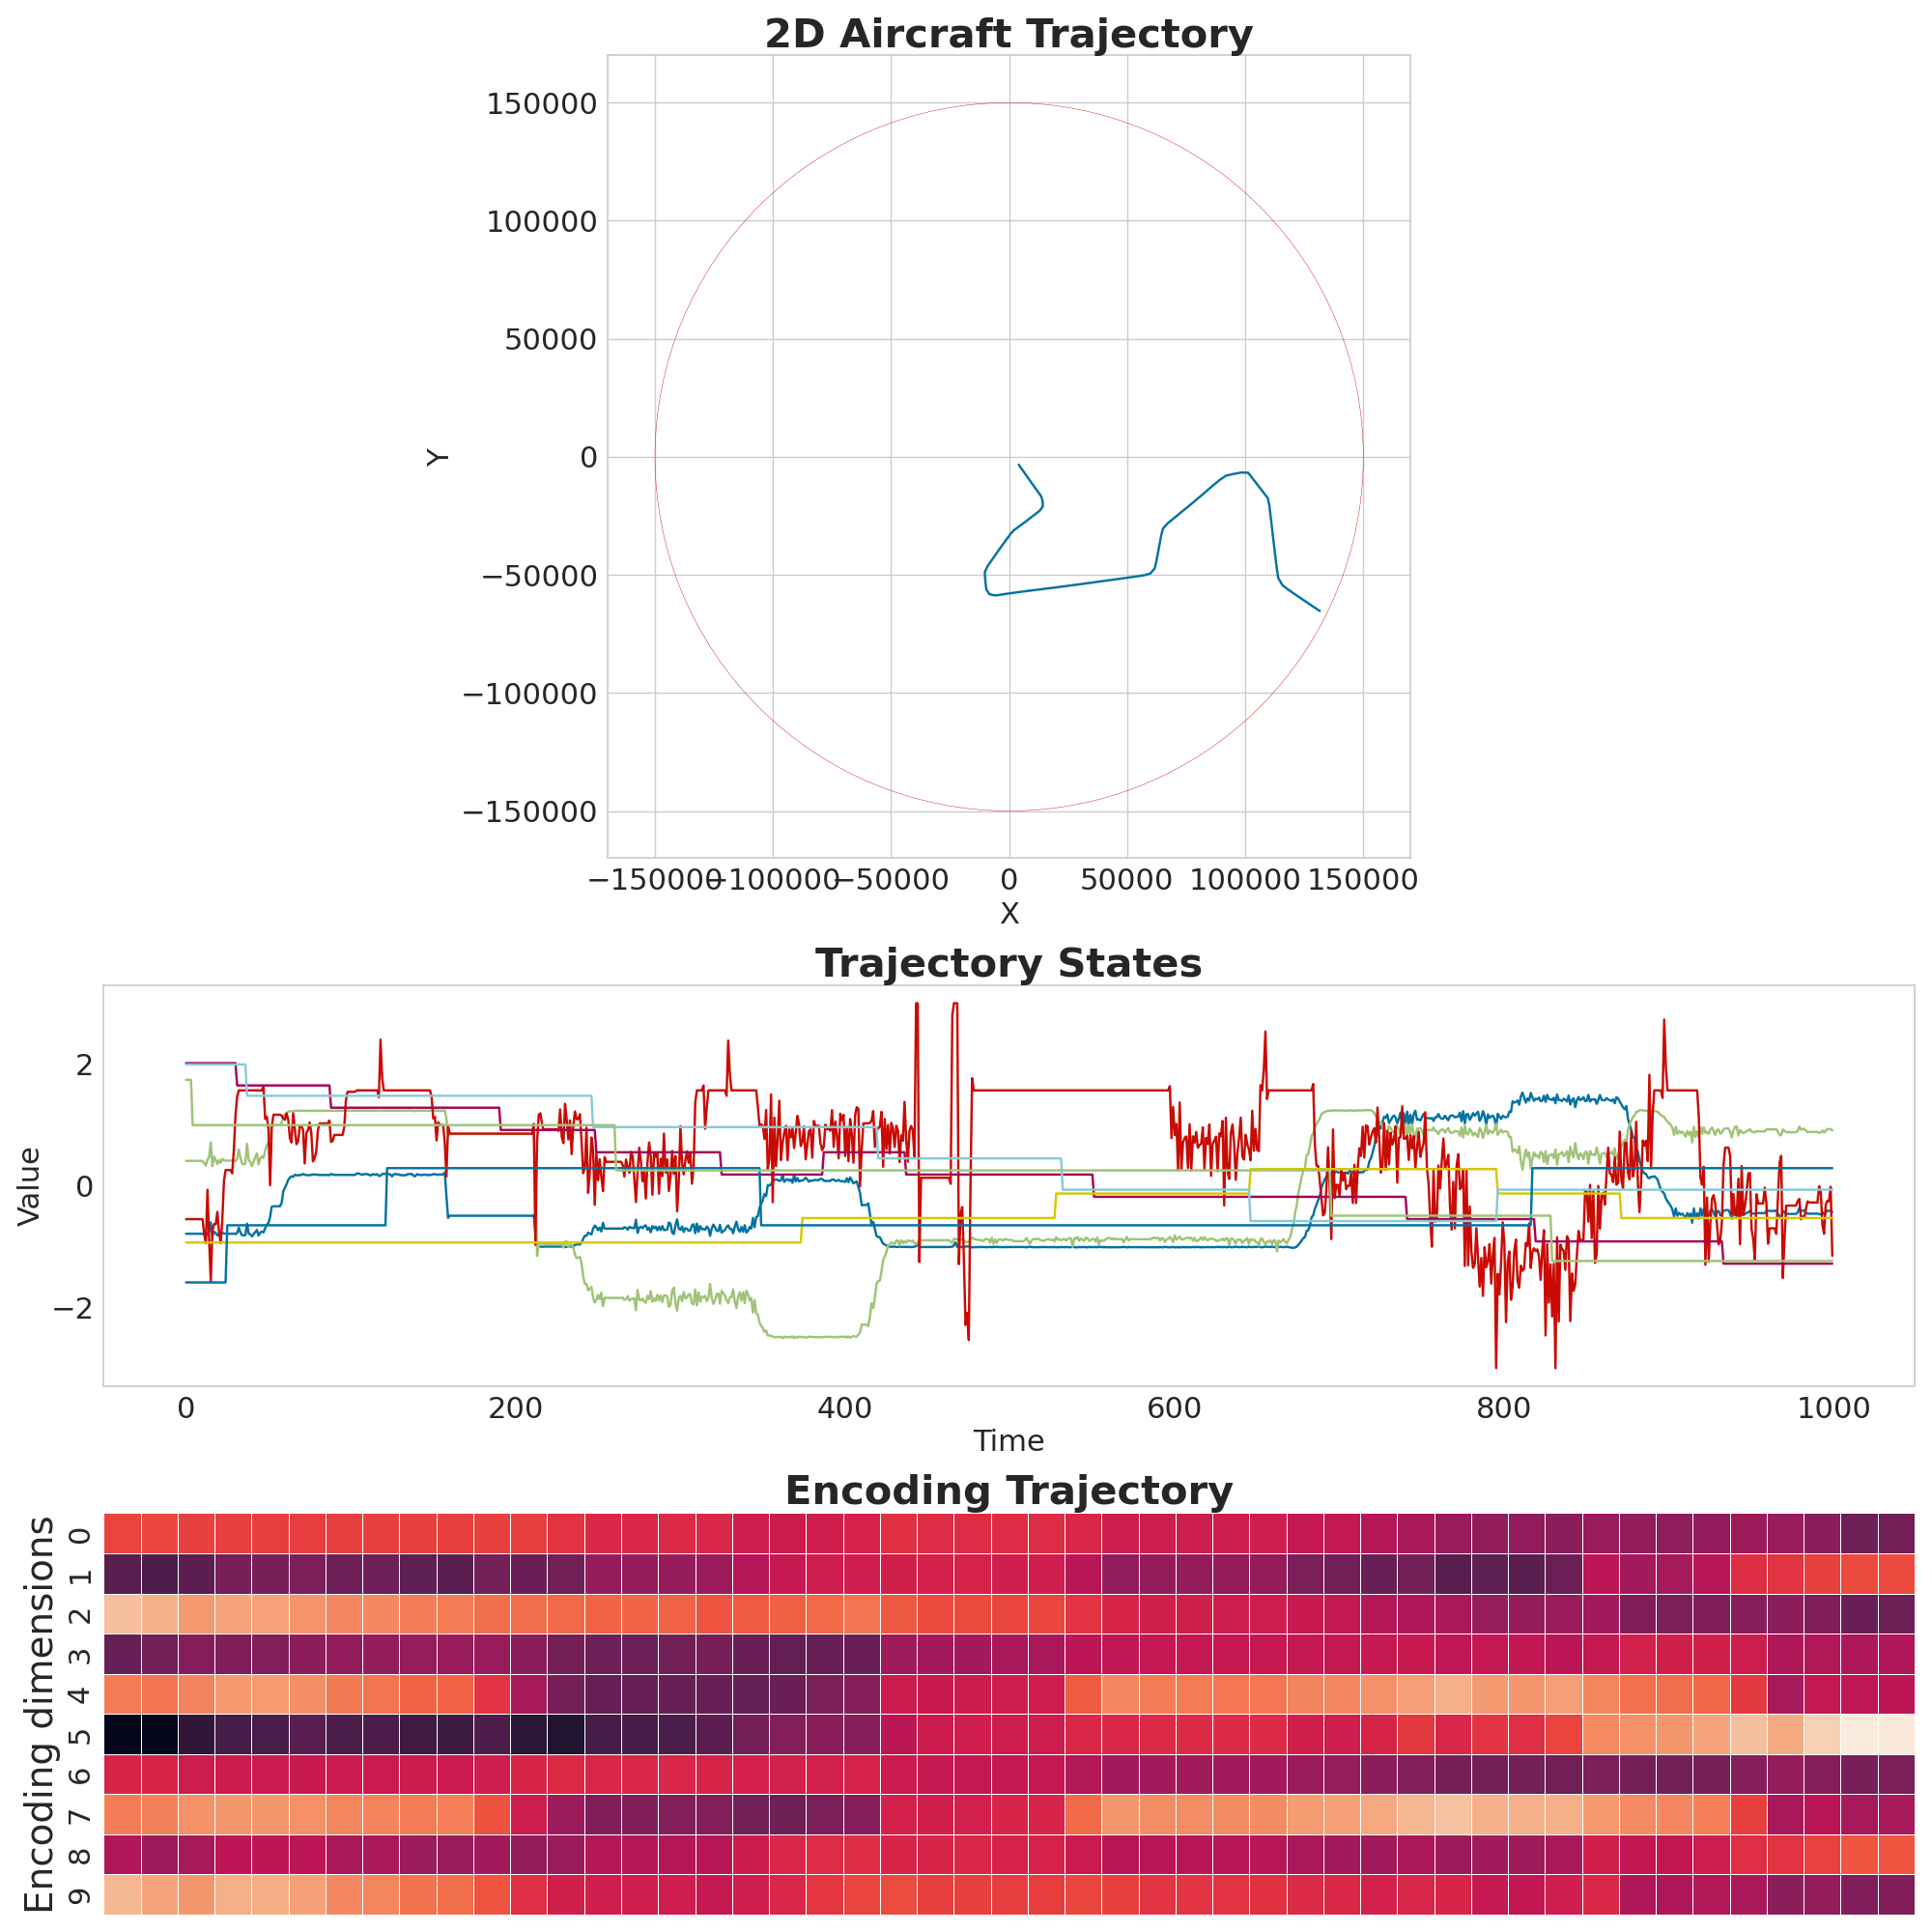 2D Aircraft Trajectory
150000
100000
50000
0
−50000
−100000
−150000
Y
−150000 −100000 −50000 0 50000 100000 150000
X
Trajectory States
2
0
−2
Value
0 200 400 600 800 1000
Time
Encoding Trajectory
Encoding dimensions
0
1
2
3
4
5
6
7
8
9